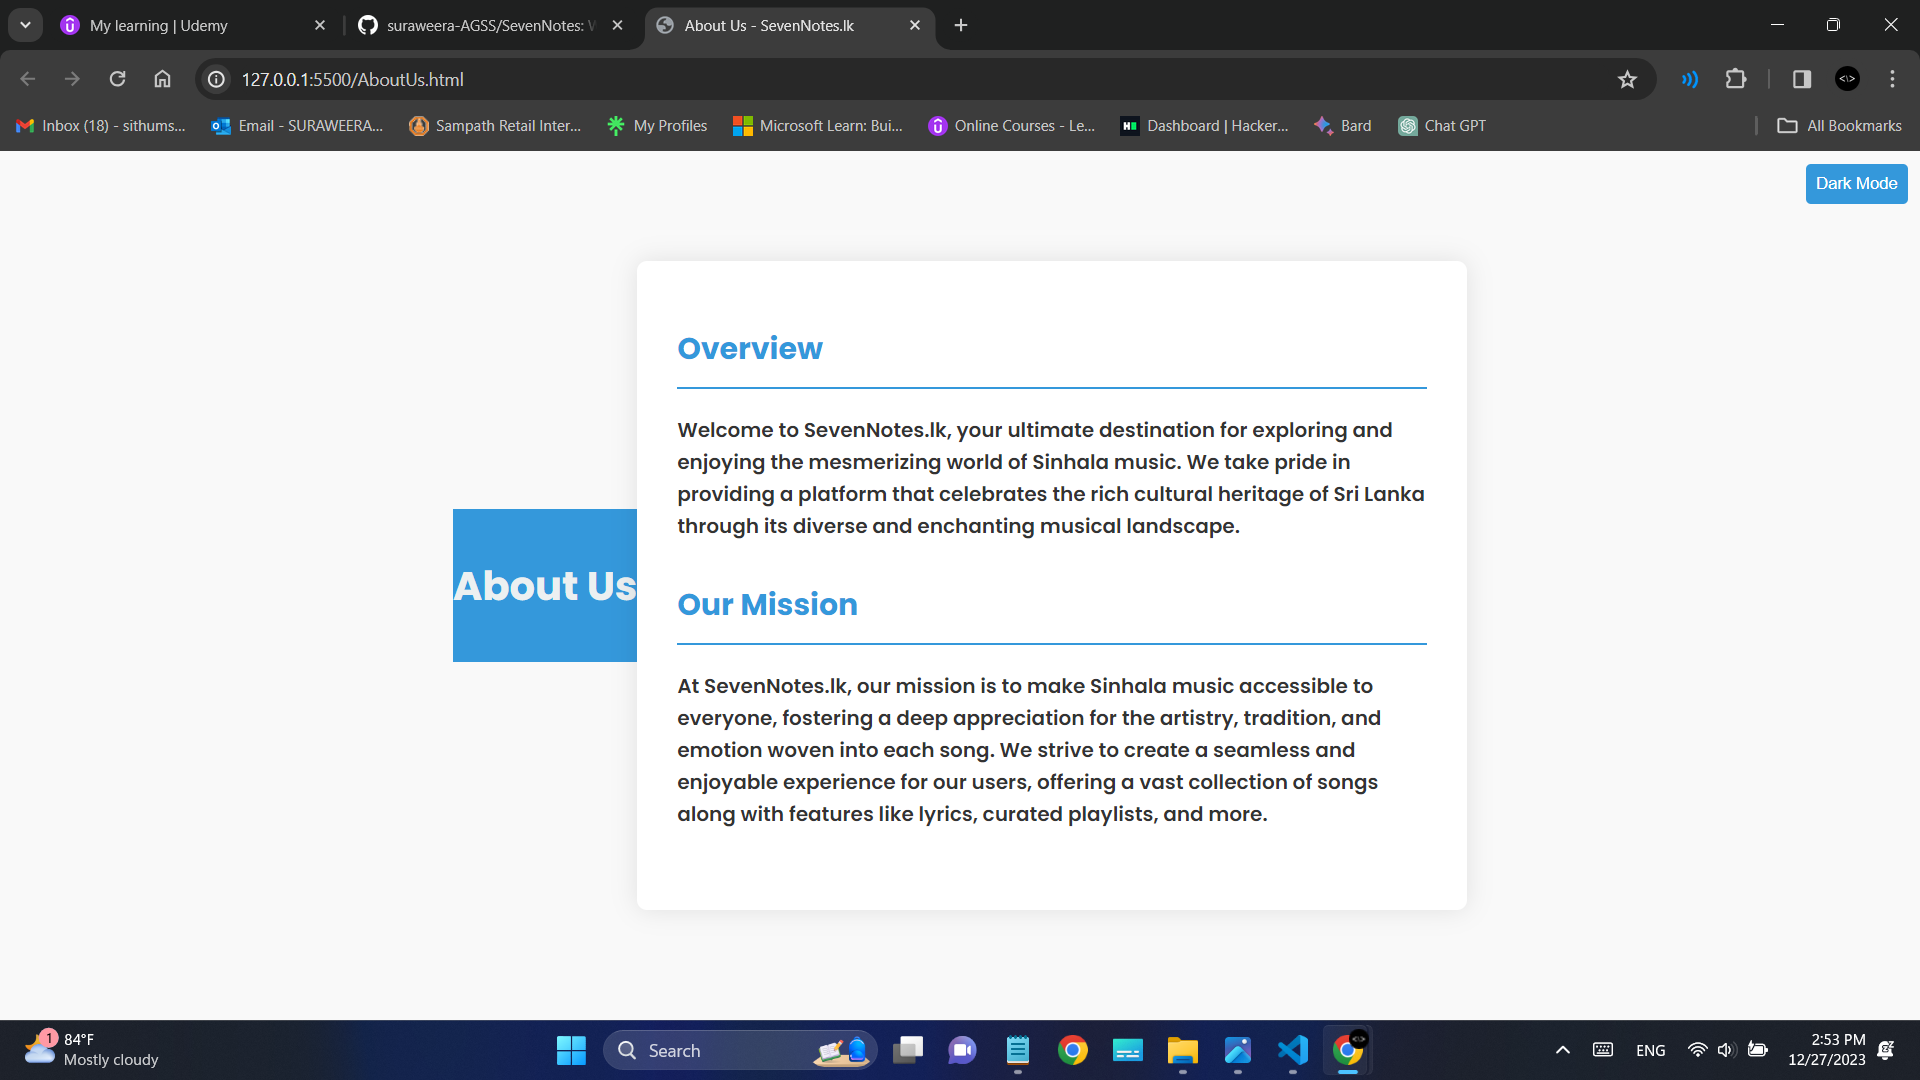 My learning | Udemy
suraweera-AGSS/SevenNotes: W
About Us - SevenNotes.lk
127.0.0.1:5500/AboutUs.html
Inbox (18) - sithums...
Email - SURAWEERA...
Sampath Retail Inter...
My Profiles
Microsoft Learn: Bui...
Online Courses - Le...
Dashboard | Hacker...
Bard
Chat GPT
All Bookmarks
Dark Mode
About Us
Overview
Welcome to SevenNotes.lk, your ultimate destination for exploring and
enjoying the mesmerizing world of Sinhala music. We take pride in
providing a platform that celebrates the rich cultural heritage of Sri Lanka
through its diverse and enchanting musical landscape.
Our Mission
At SevenNotes.lk, our mission is to make Sinhala music accessible to
everyone, fostering a deep appreciation for the artistry, tradition, and
emotion woven into each song. We strive to create a seamless and
enjoyable experience for our users, offering a vast collection of songs
along with features like lyrics, curated playlists, and more.
1
84°F
Mostly cloudy
Search
ENG
2:53 PM
12/27/2023